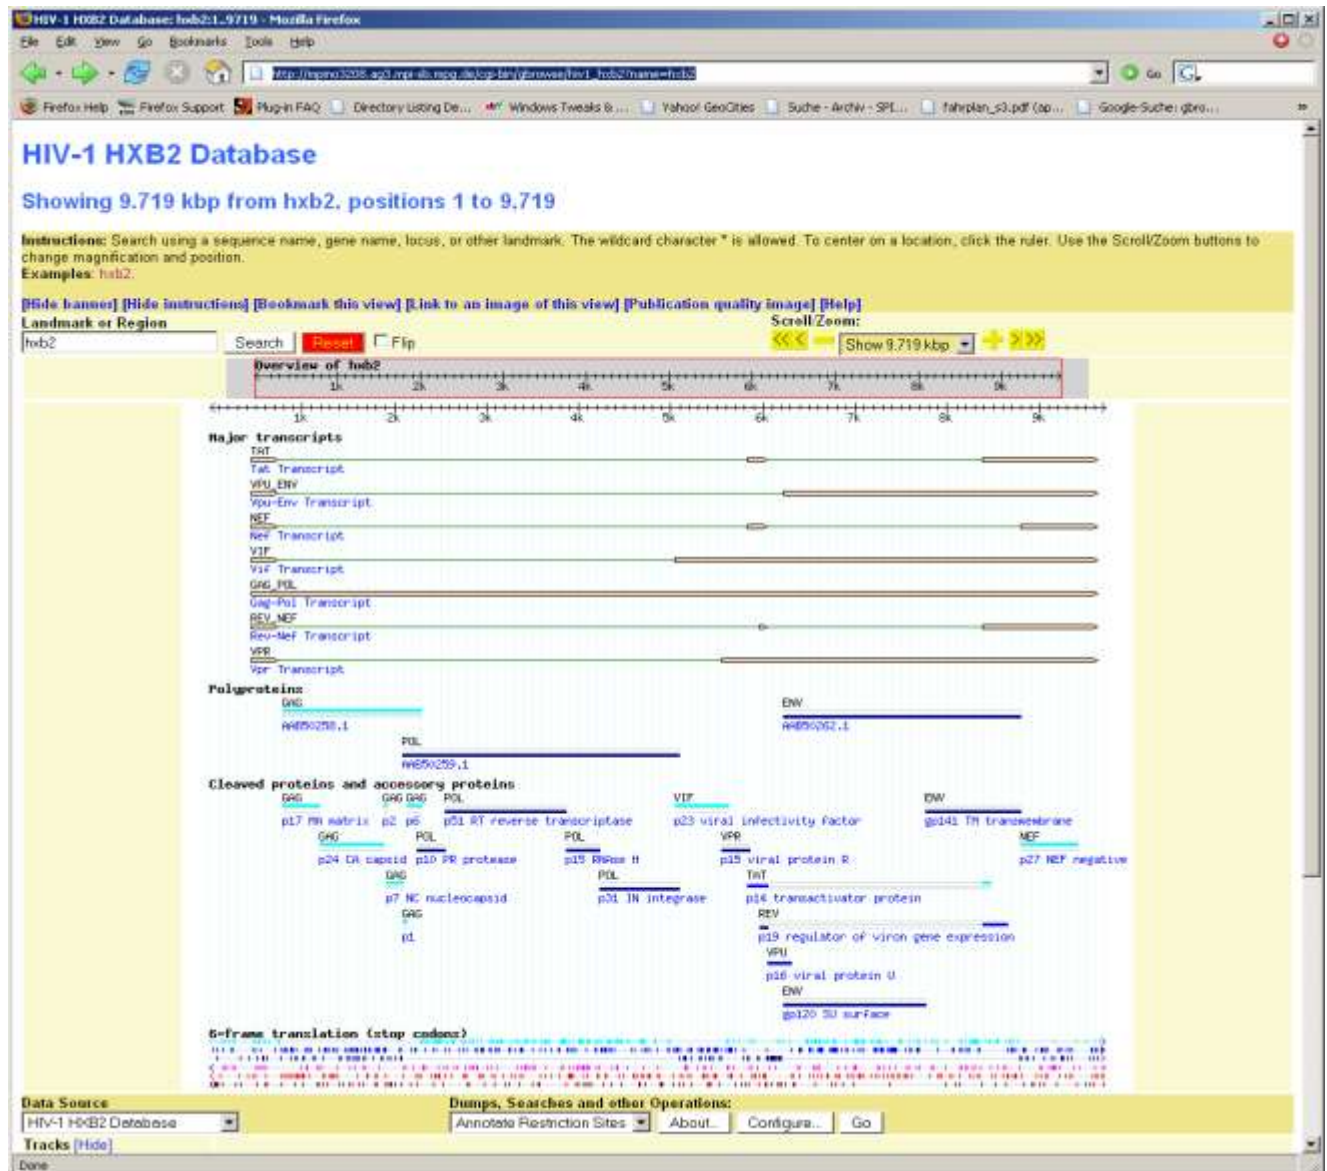 HIV-1 HXB2 Database: hxb2:1..9719 - Mozilla Firefox
File Edit View Go Bookmarks Tools Help
Go
Firefox Help Firefox Support Plug-in FAQ Directory Listing De... Windows Tweaks & ... Yahoo! GeoCities Suche - Archiv - SPI... fahrplan_s3.pdf (ap... Google-Suche: gbro...
HIV-1 HXB2 Database
Showing 9.719 kbp from hxb2, positions 1 to 9,719
Instructions: Search using a sequence name, gene name, locus, or other landmark. The wildcard character * is allowed. To center on a location, click the ruler. Use the Scroll/Zoom buttons to
change magnification and position.
Examples: hxb2.
[Hide banner] [Hide instructions] [Bookmark this view] [Link to an image of this view] [Publication quality image] [Help]
Landmark or Region Scroll/Zoom:
hxb2 Search Reset Flip <<< Show 9.719 kbp >>>
Overview of hxb2
1k 2k 3k 4k 5k 6k 7k 8k 9k
1k 2k 3k 4k 5k 6k 7k 8k 9k
Major transcripts
TAT
Tat Transcript
VPU_ENV
Vpu-Env Transcript
NEF
Nef Transcript
VIF
Vif Transcript
GAG_POL
Gag-Pol Transcript
REV_NEF
Rev-Nef Transcript
VPR
Vpr Transcript
Polyproteins
GAG ENV
AAB50258.1 AAB50262.1
POL
AAB50259.1
Cleaved proteins and accessory proteins
GAG GAG GAG POL VIF ENV
p17 MA matrix p2 p6 p51 RT reverse transcriptase p23 viral infectivity factor gp141 TM transmembrane
GAG POL POL VPR NEF
p24 CA capsid p10 PR protease p15 RNase H p15 viral protein R p27 NEF negative
GAG POL TAT
p7 NC nucleocapsid p31 IN integrase p14 transactivator protein
GAG REV
p1 p19 regulator of viron gene expression
VPU
p16 viral protein U
ENV
gp120 SU surface
6-frame translation (stop codons)
Data Source Dumps, Searches and other Operations:
HIV-1 HXB2 Database Annotate Restriction Sites About... Configure... Go
Tracks [Hide]
Done